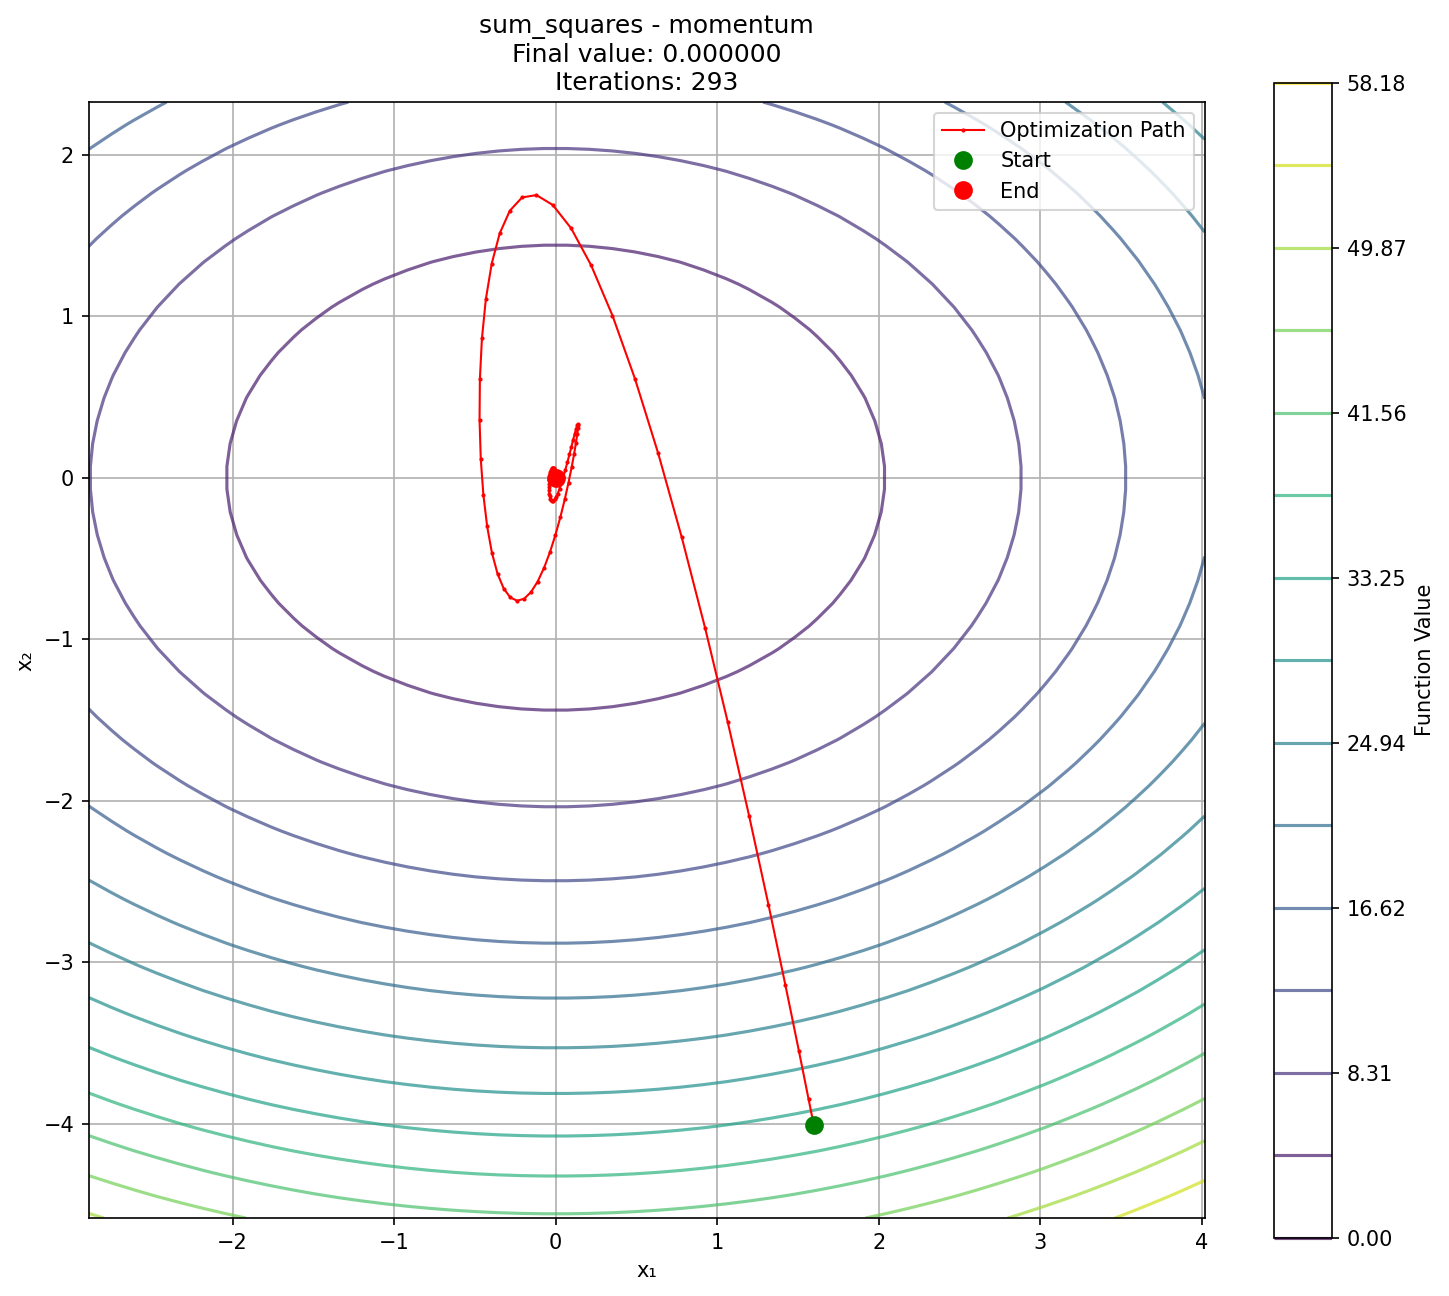 sum_squares - momentum
Final value: 0.000000
Iterations: 293
Optimization Path
Start
End
2
1
0
−1
−2
−3
−4
x₂
−2
−1
0
1
2
3
4
x₁
58.18
49.87
41.56
33.25
24.94
16.62
8.31
0.00
Function Value